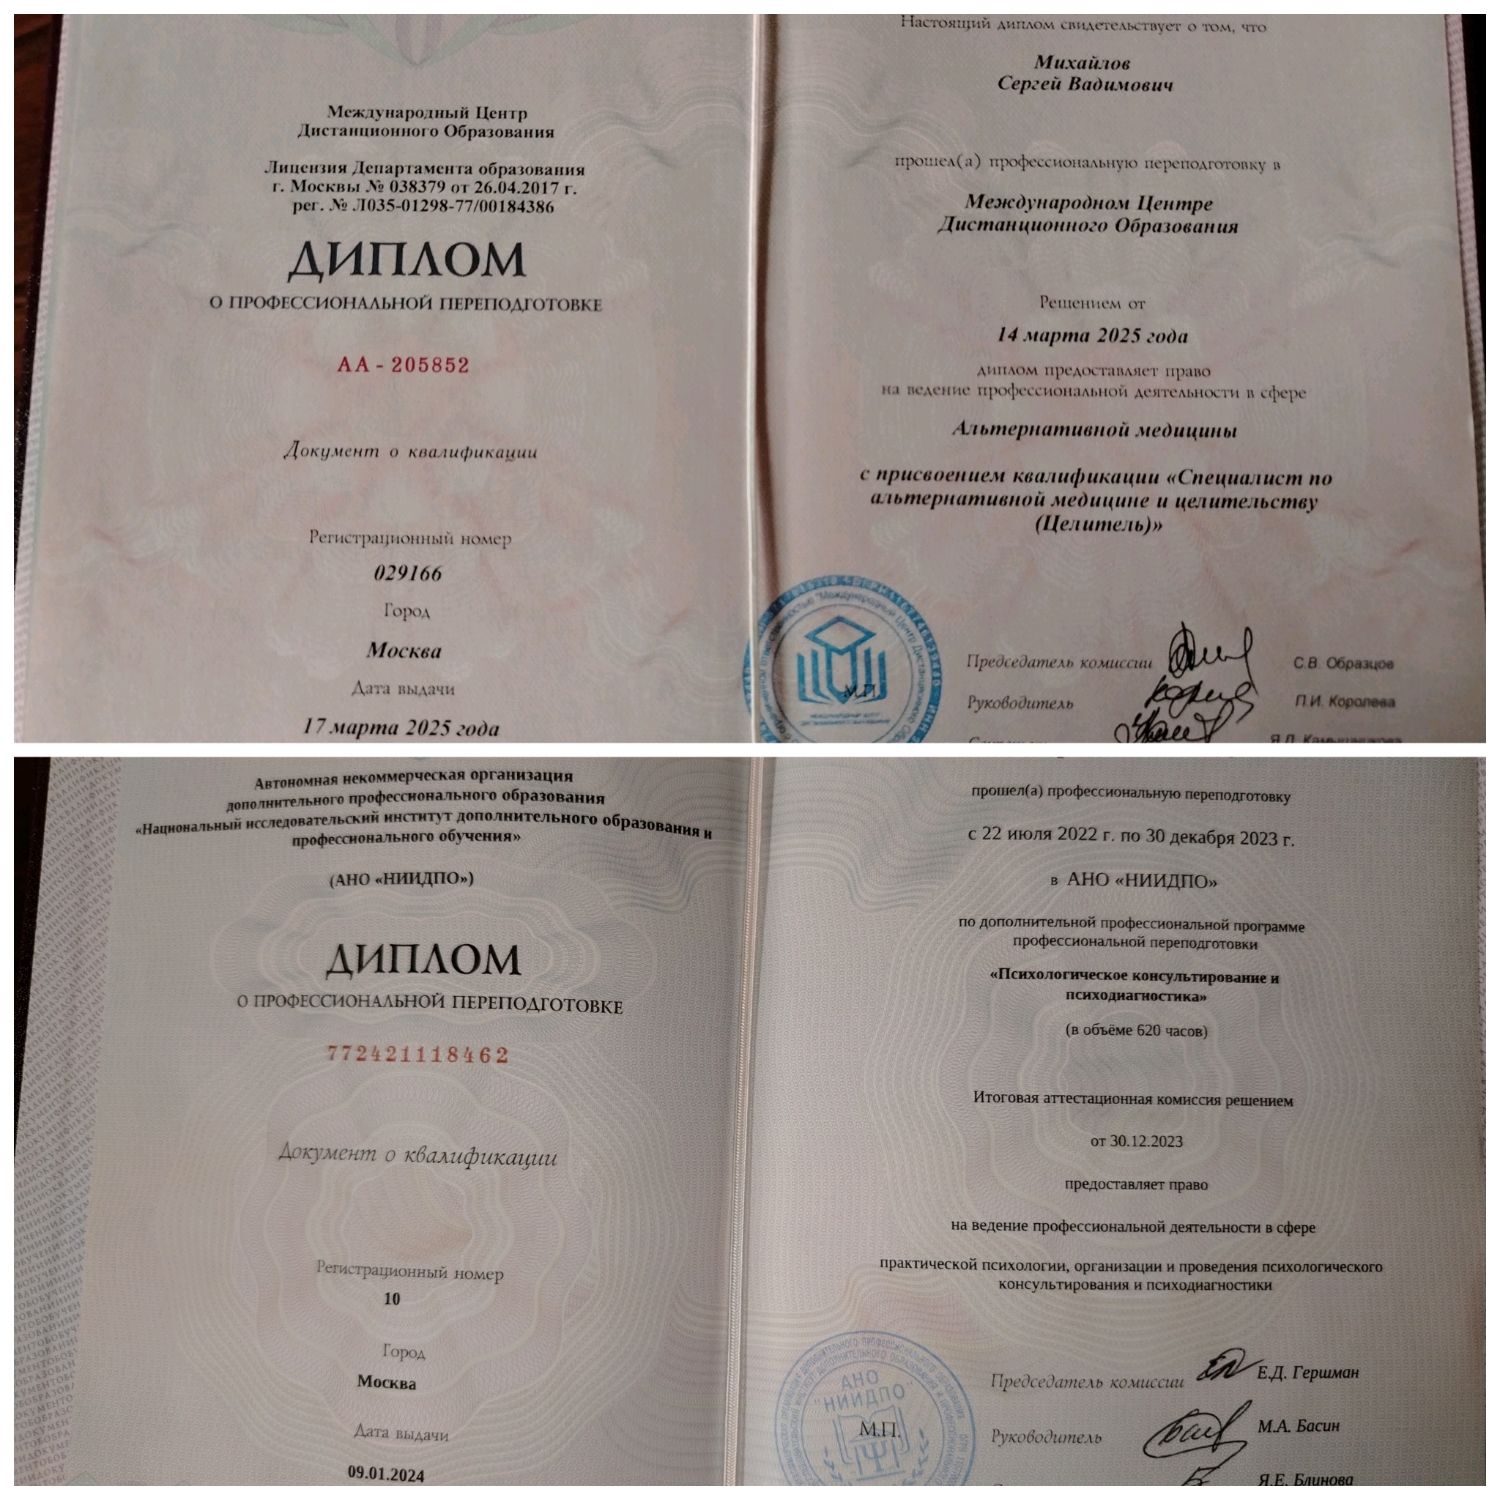 Международный Центр
Дистанционного Образования
Лицензия Департамента образования
г. Москвы № 038379 от 26.04.2017 г.
рег. № Л035-01298-77/00184386
ДИПЛОМ
О ПРОФЕССИОНАЛЬНОЙ ПЕРЕПОДГОТОВКЕ
АА - 205852
Документ о квалификации
Регистрационный номер
029166
Город
Москва
Дата выдачи
17 марта 2025 года
Настоящий диплом свидетельствует о том, что
Михайлов
Сергей Вадимович
прошел(а) профессиональную переподготовку в
Международном Центре
Дистанционного Образования
Решением от
14 марта 2025 года
диплом предоставляет право
на ведение профессиональной деятельности в сфере
Альтернативной медицины
с присвоением квалификации «Специалист по
альтернативной медицине и целительству
(Целитель)»
М.П.
Председатель комиссии С.В. Образцов
Руководитель П.И. Королева
Автономная некоммерческая организация
дополнительного профессионального образования
«Национальный исследовательский институт дополнительного образования и
профессионального обучения»
(АНО «НИИДПО»)
ДИПЛОМ
О ПРОФЕССИОНАЛЬНОЙ ПЕРЕПОДГОТОВКЕ
772421118462
Документ о квалификации
Регистрационный номер
10
Город
Москва
Дата выдачи
09.01.2024
прошел(а) профессиональную переподготовку
с 22 июля 2022 г. по 30 декабря 2023 г.
в АНО «НИИДПО»
по дополнительной профессиональной программе
профессиональной переподготовки
«Психологическое консультирование и
психодиагностика»
(в объёме 620 часов)
Итоговая аттестационная комиссия решением
от 30.12.2023
предоставляет право
на ведение профессиональной деятельности в сфере
практической психологии, организации и проведения психологического
консультирования и психодиагностики
АНО
"НИИДПО"
М.П.
Председатель комиссии Е.Д. Гершман
Руководитель М.А. Басин
Я.Е. Блинова